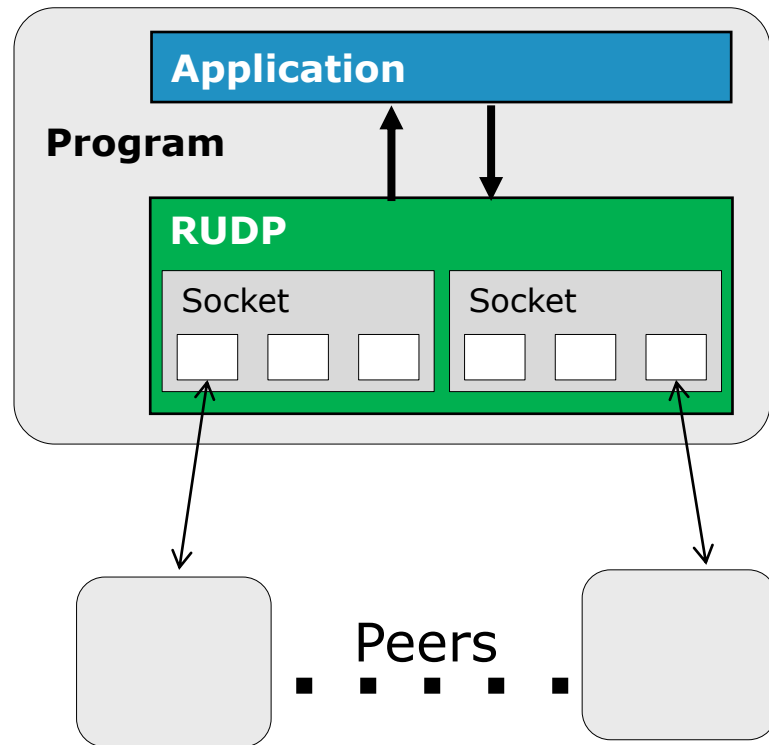 Application
Program
RUDP
Socket
Socket
Peers